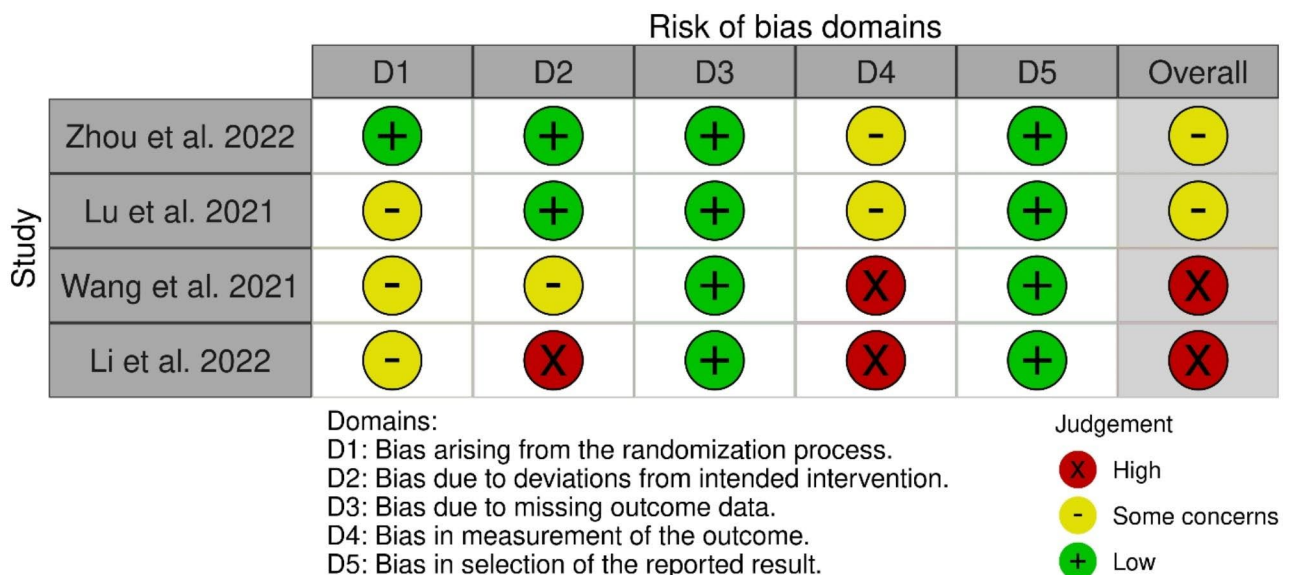 Risk of bias domains
D1 D2 D3 D4 D5 Overall
Study
Zhou et al. 2022 + + + - + -
Lu et al. 2021 - + + - + -
Wang et al. 2021 - - + X + X
Li et al. 2022 - X + X + X
Domains:
D1: Bias arising from the randomization process.
D2: Bias due to deviations from intended intervention.
D3: Bias due to missing outcome data.
D4: Bias in measurement of the outcome.
D5: Bias in selection of the reported result.
Judgement
X High
- Some concerns
+ Low